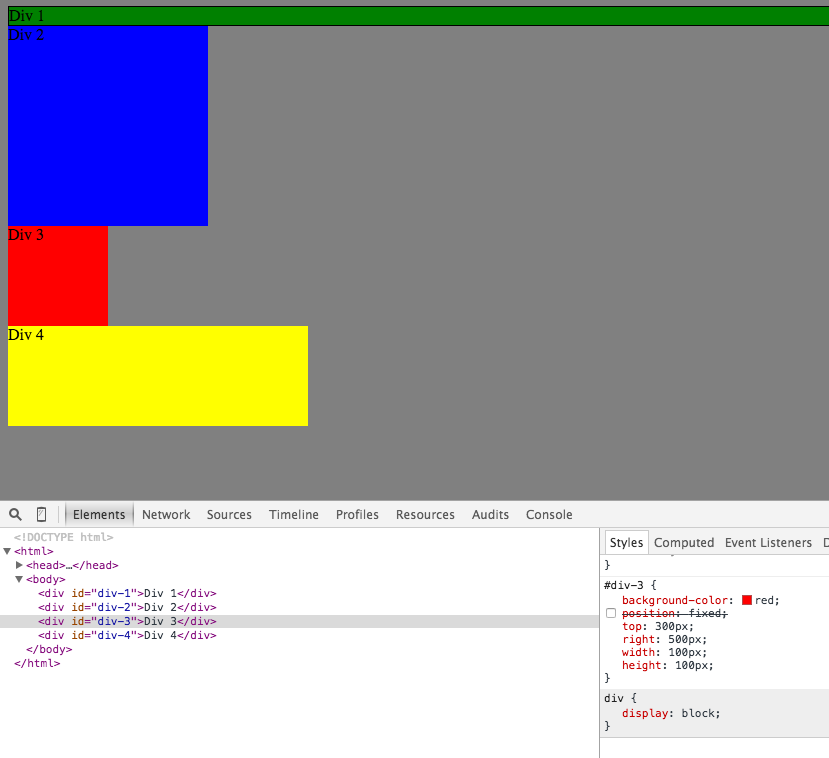 Div 1
Div 2
Div 3
Div 4
Elements Network Sources Timeline Profiles Resources Audits Console
<!DOCTYPE html>
<html>
<head>…</head>
<body>
<div id="div-1">Div 1</div>
<div id="div-2">Div 2</div>
<div id="div-3">Div 3</div>
<div id="div-4">Div 4</div>
</body>
</html>
Styles Computed Event Listeners D
}
#div-3 {
background-color: red;
position: fixed;
top: 300px;
right: 500px;
width: 100px;
height: 100px;
}
div {
display: block;
}